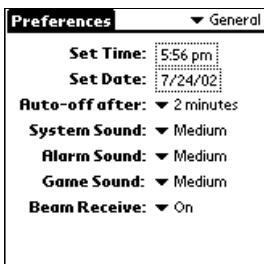 Preferences General
Set Time: 5:56 pm
Set Date: 7/24/02
Auto-off after: 2 minutes
System Sound: Medium
Alarm Sound: Medium
Game Sound: Medium
Beam Receive: On